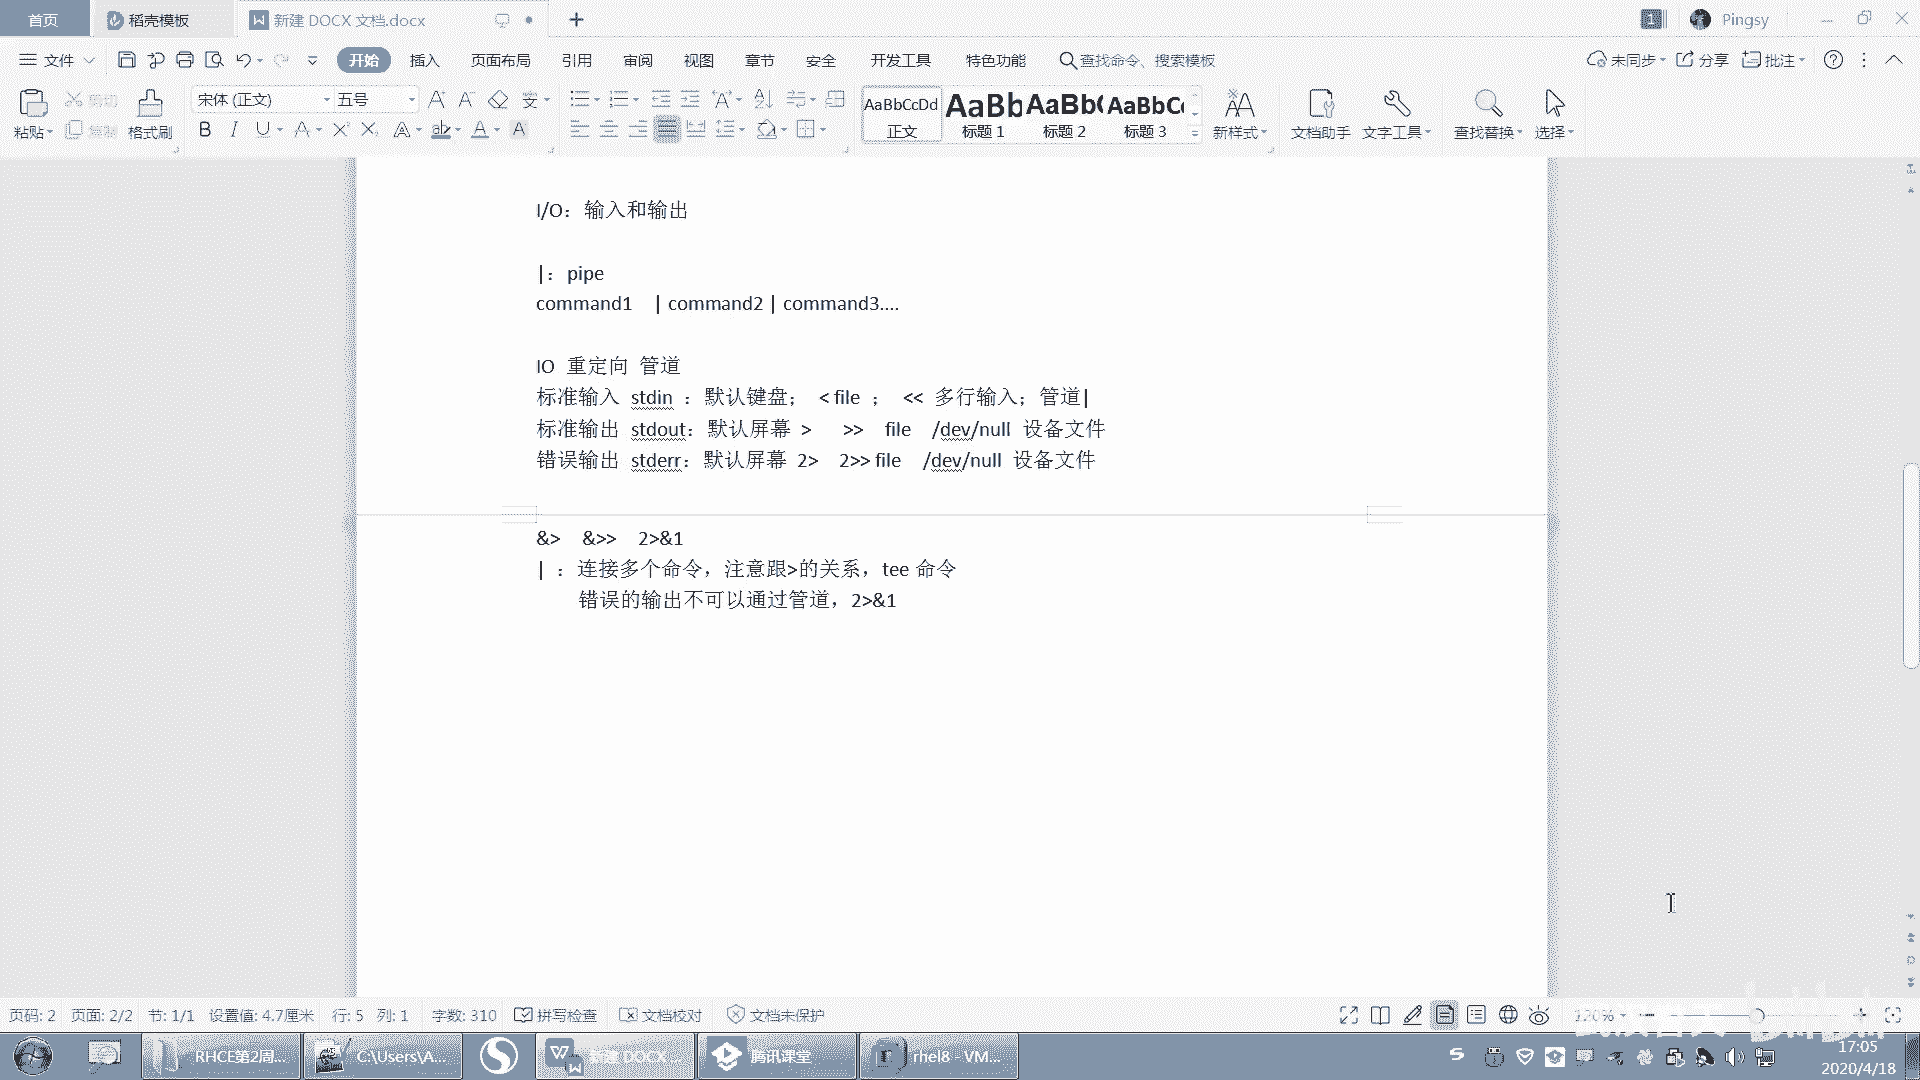 首页 稻壳模板 新建 DOCX 文档.docx + 1 Pingsy
文件 开始 插入 页面布局 引用 审阅 视图 章节 安全 开发工具 特色功能 查找命令、搜索模板 未同步 分享 批注
粘贴 剪切 复制 格式刷 宋体 (正文) 五号 AaBbCcDd 正文 AaBb 标题 1 AaBb( 标题 2 AaBbC 标题 3 新样式 文档助手 文字工具 查找替换 选择
I/O：输入和输出
|：pipe
command1 | command2 | command3....
IO 重定向 管道
标准输入 stdin ：默认键盘； < file ； << 多行输入；管道|
标准输出 stdout：默认屏幕 > >> file /dev/null 设备文件
错误输出 stderr：默认屏幕 2> 2>> file /dev/null 设备文件
&> &>> 2>&1
| ：连接多个命令，注意跟>的关系，tee 命令
错误的输出不可以通过管道，2>&1
页码: 2 页面: 2/2 节: 1/1 设置值: 4.7厘米 行: 5 列: 1 字数: 310 拼写检查 文档校对 文档未保护 120%
RHCE第2周... C:\Users\A... 新建 DOCX... 腾讯课堂 rhel8 - VM...
17:05
2020/4/18